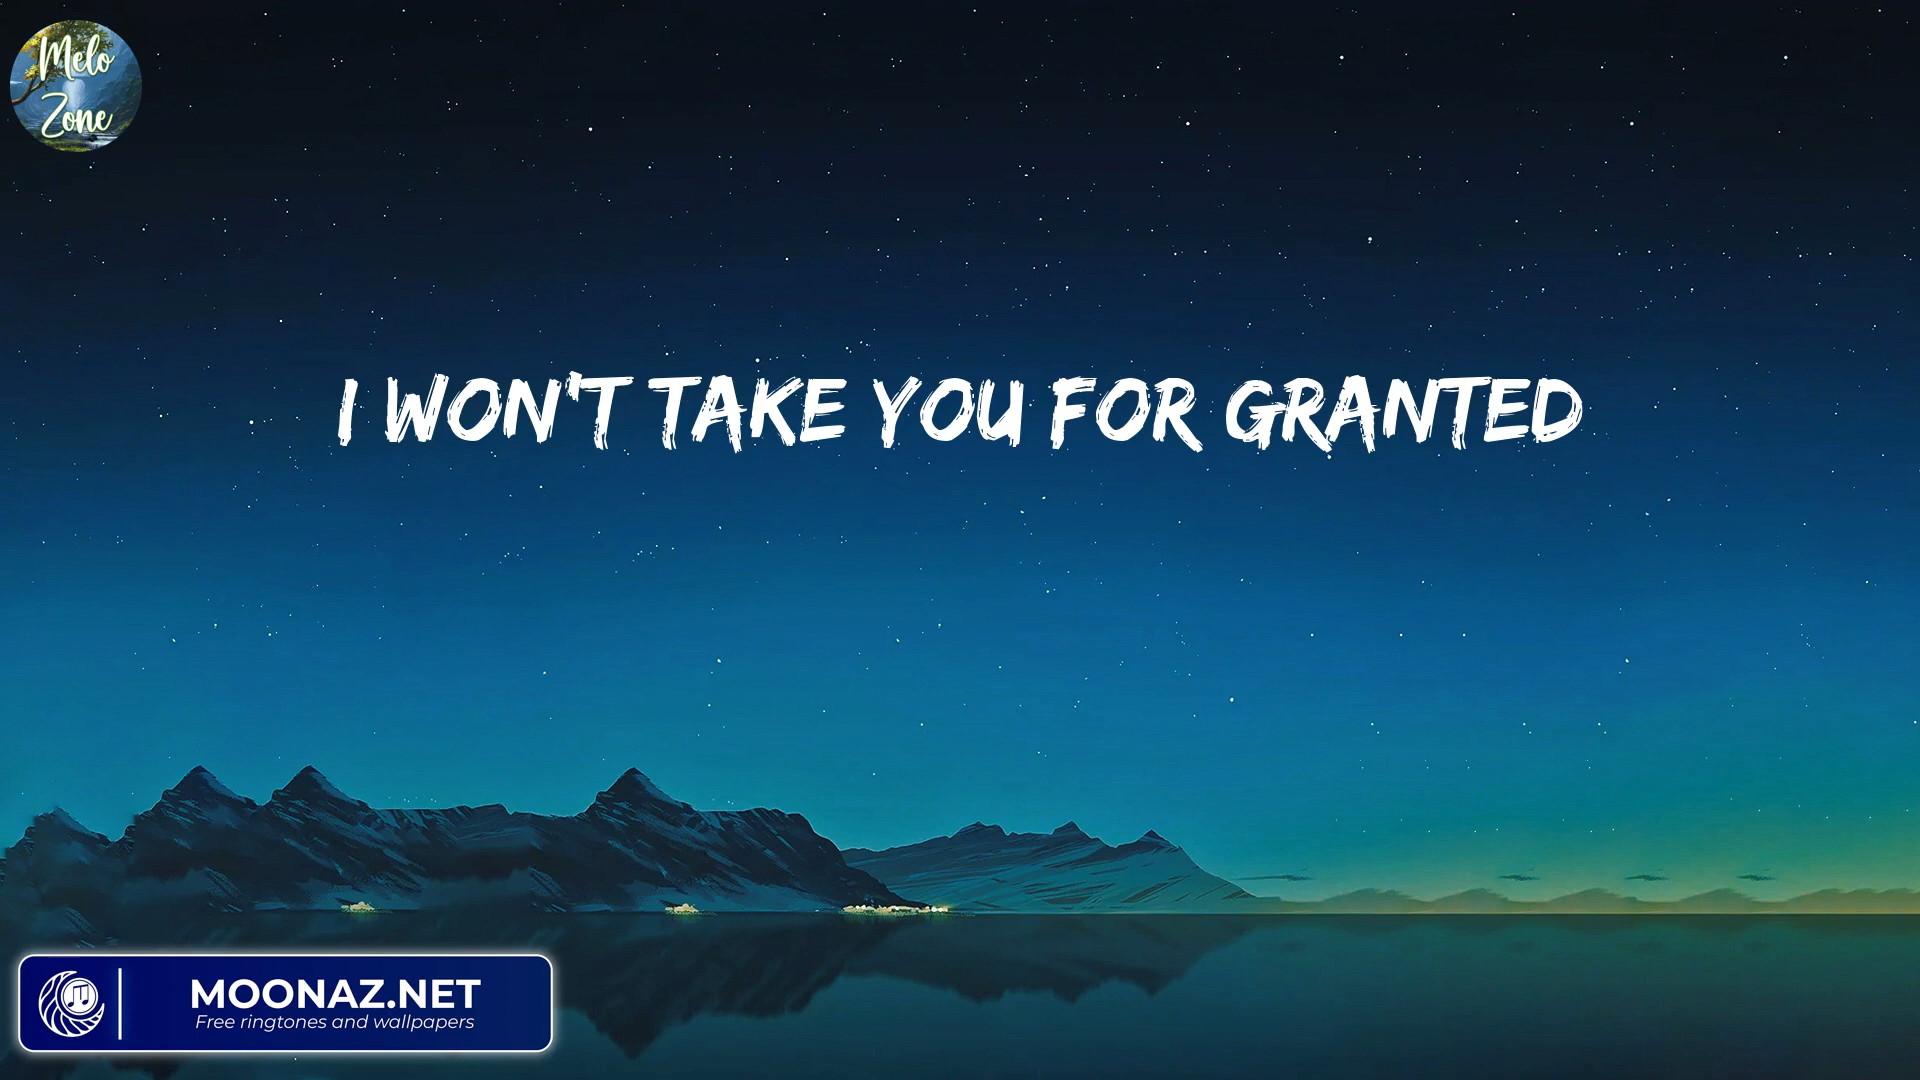 Melo
Zone
I WON'T TAKE YOU FOR GRANTED
MOONAZ.NET
Free ringtones and wallpapers